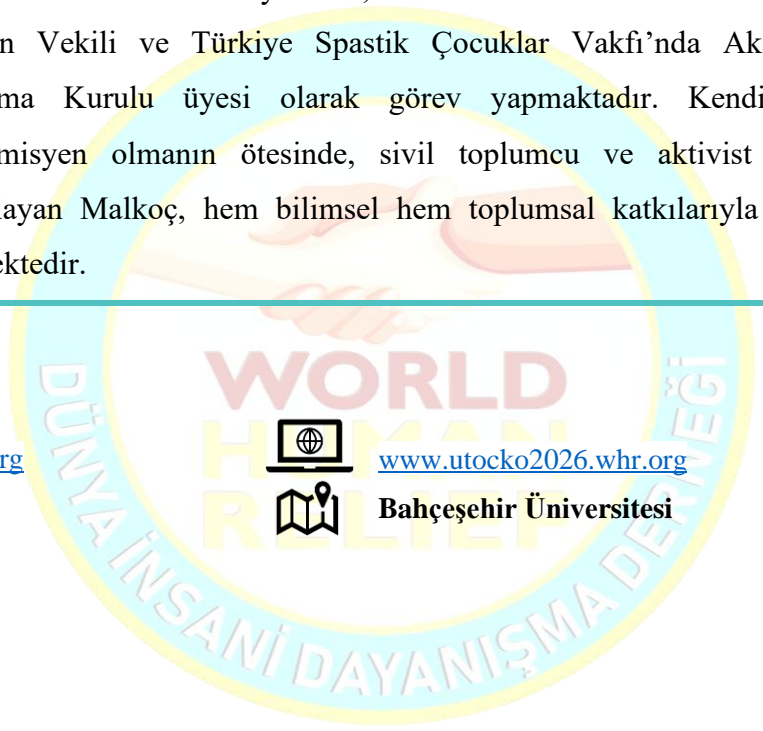 n Vekili ve Türkiye Spastik Çocuklar Vakfı’nda Ak
ma Kurulu üyesi olarak görev yapmaktadır. Kendi
misyen olmanın ötesinde, sivil toplumcu ve aktivist
layan Malkoç, hem bilimsel hem toplumsal katkılarıyla
ektedir.
WORLD
HUMAN
RELIEF
DÜNYA İNSANİ DAYANIŞMA DERNEĞİ
rg
www.utocko2026.whr.org
Bahçeşehir Üniversitesi